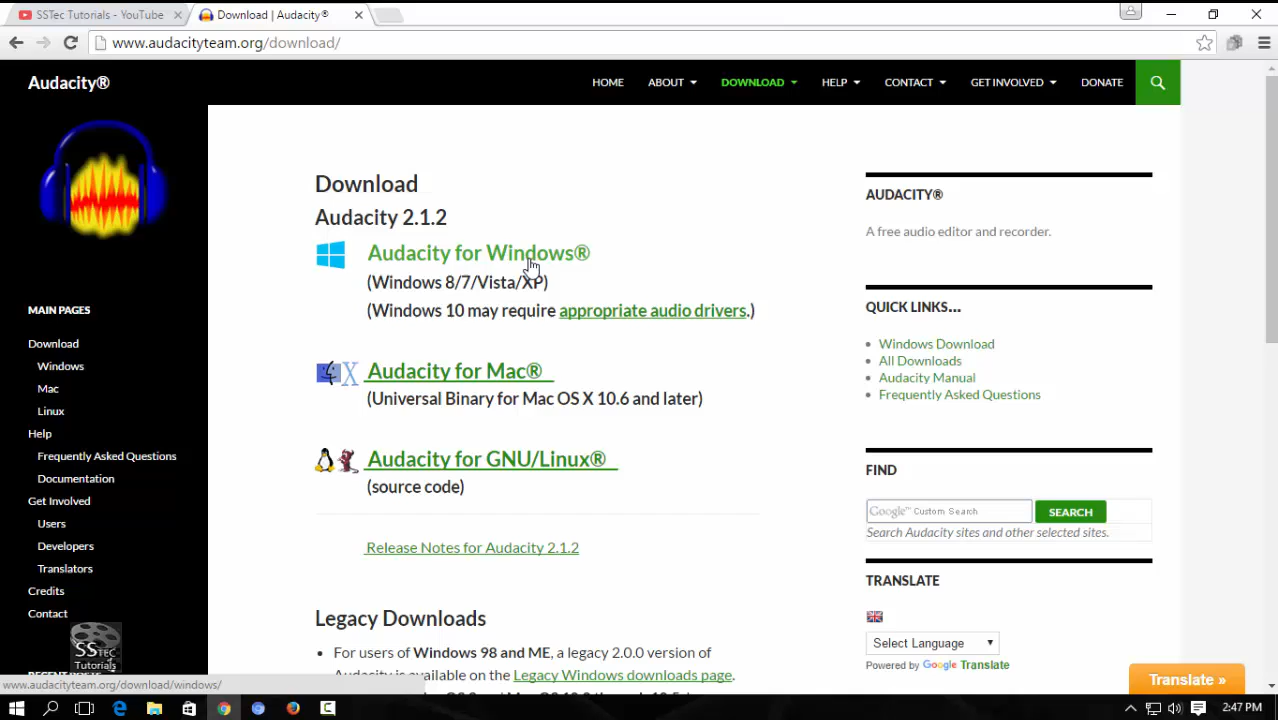 SSTec Tutorials - YouTube
Download | Audacity®
www.audacityteam.org/download/
Audacity®
HOME
ABOUT
DOWNLOAD
HELP
CONTACT
GET INVOLVED
DONATE
MAIN PAGES
Download
Windows
Mac
Linux
Help
Frequently Asked Questions
Documentation
Get Involved
Users
Developers
Translators
Credits
Contact
SSTec
Tutorials
Download
Audacity 2.1.2
Audacity for Windows®
(Windows 8/7/Vista/XP)
(Windows 10 may require appropriate audio drivers.)
Audacity for Mac®
(Universal Binary for Mac OS X 10.6 and later)
Audacity for GNU/Linux®
(source code)
Release Notes for Audacity 2.1.2
Legacy Downloads
For users of Windows 98 and ME, a legacy 2.0.0 version of
Audacity is available on the Legacy Windows downloads page.
AUDACITY®
A free audio editor and recorder.
QUICK LINKS...
Windows Download
All Downloads
Audacity Manual
Frequently Asked Questions
FIND
Google™ Custom Search
SEARCH
Search Audacity sites and other selected sites.
TRANSLATE
Select Language
Powered by Google Translate
Translate »
www.audacityteam.org/download/windows/
2:47 PM